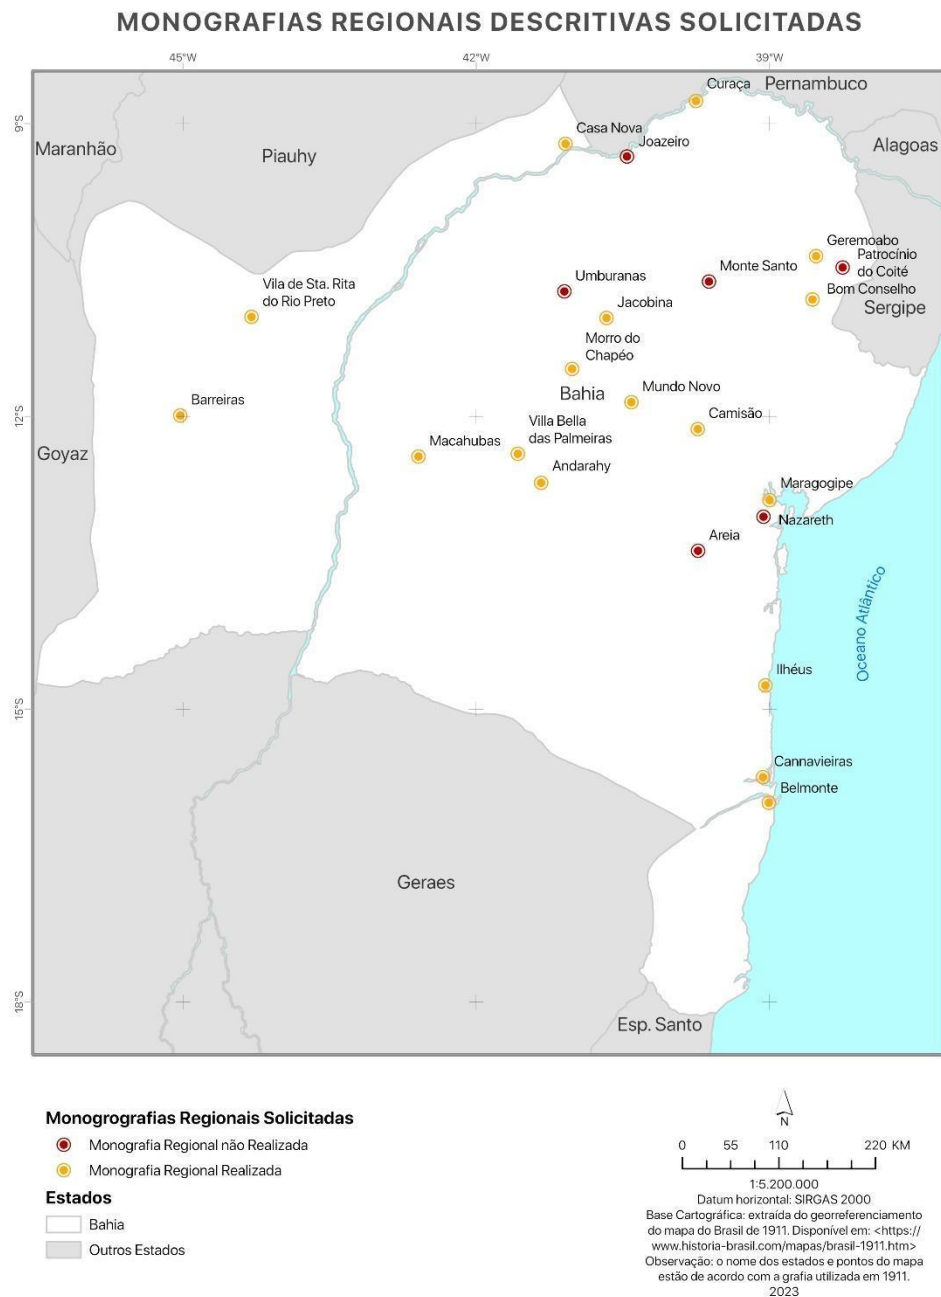 MONOGRAFIAS REGIONAIS DESCRITIVAS SOLICITADAS
45°W
42°W
39°W
Curaça
Pernambuco
9°S
Casa Nova
Maranhão
Joazeiro
Alagoas
Piauhy
Geremoabo
Patrocínio
do Coité
Monte Santo
Umburanas
Vila de Sta. Rita
do Rio Preto
Bom Conselho
Jacobina
Sergipe
Morro do
Chapéo
Mundo Novo
Bahia
Barreiras
Camisão
12°S
Villa Bella
das Palmeiras
Macahubas
Goyaz
Andarahy
Maragogipe
Nazareth
Areia
Oceano Atlântico
Ilhéus
15°S
Cannavieiras
Belmonte
Geraes
18°S
Esp. Santo
Monogrografias Regionais Solicitadas
Monografia Regional não Realizada
Monografia Regional Realizada
Estados
Bahia
Outros Estados
N
0 55 110 220 KM
1:5.200.000
Datum horizontal: SIRGAS 2000
Base Cartográfica: extraída do georeferenciamento
do mapa do Brasil de 1911. Disponível em: <https://
www.historia-brasil.com/mapas/brasil-1911.htm>
Observação: o nome dos estados e pontos do mapa
estão de acordo com a grafia utilizada em 1911.
2023